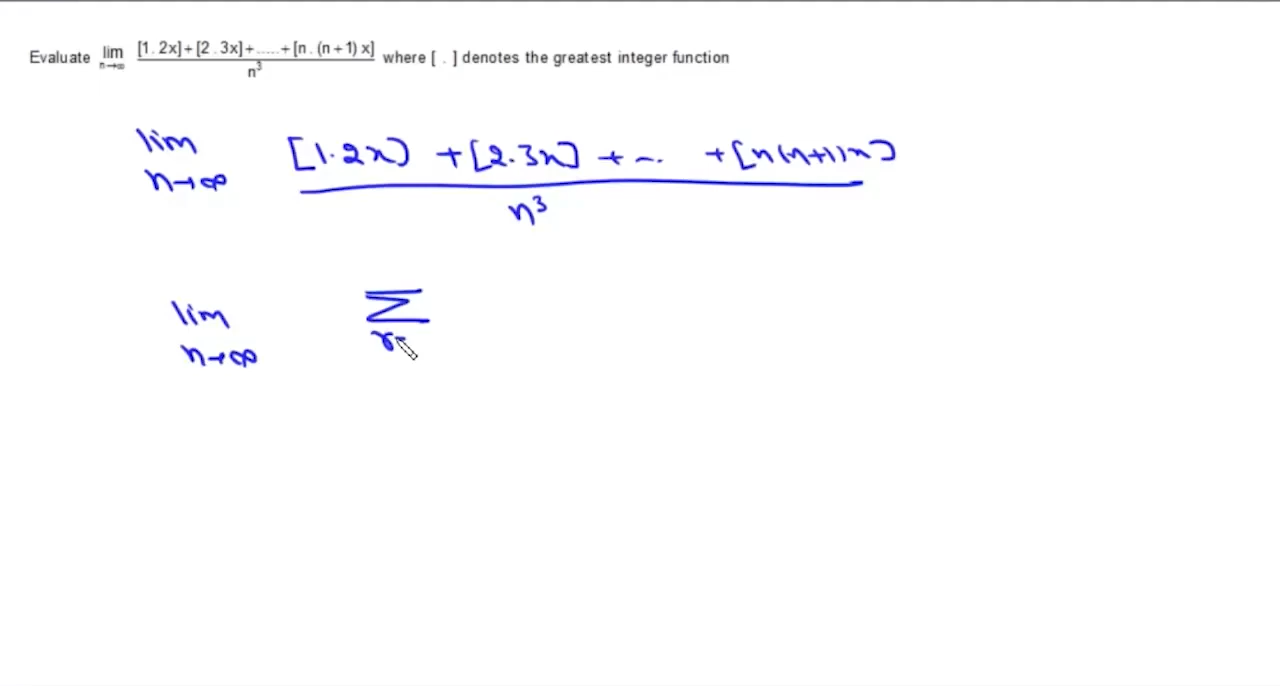 Evaluate lim n→∞ [1 . 2x] + [2 . 3x] + ..... + [n . (n + 1) x] / n³ where [ . ] denotes the greatest integer function
lim n→∞ [1.2x] + [2.3x] + ... + [n(n+1)x] / n³
lim n→∞ Σ r=